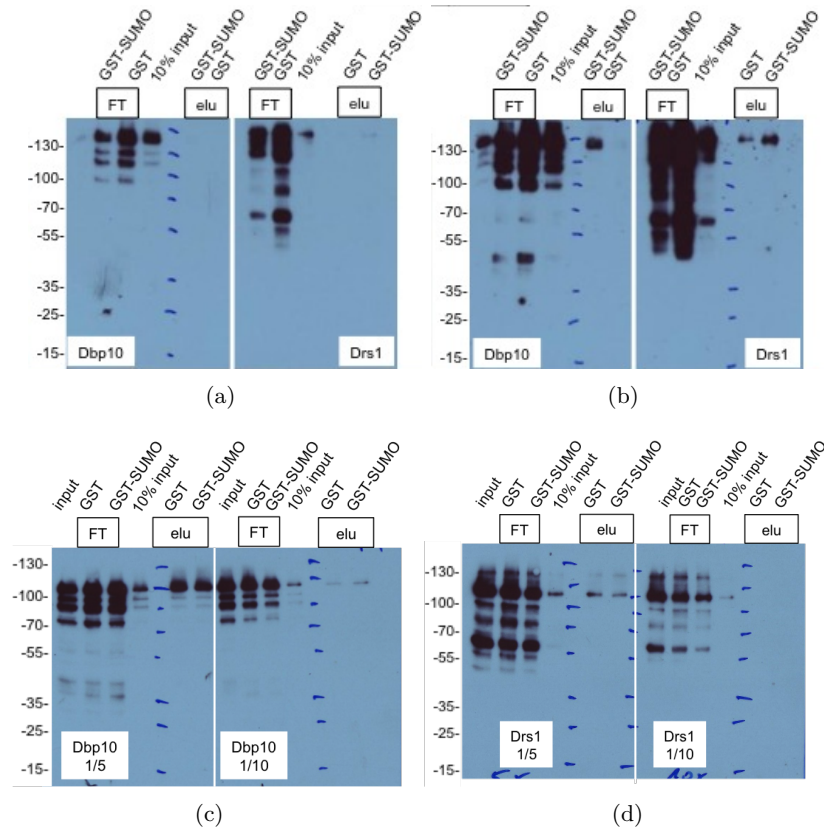 GST-SUMO GST 10% input GST-SUMO GST GST-SUMO GST 10% input GST GST-SUMO
FT elu FT elu
-130-
-100-
-70-
-55-
-35-
-25-
-15-
Dbp10 Drs1
(a)
GST-SUMO GST 10% input GST-SUMO GST GST-SUMO GST 10% input GST GST-SUMO
FT elu FT elu
-130-
-100-
-70-
-55-
-35-
-25-
-15-
Dbp10 Drs1
(b)
input GST GST-SUMO 10% input GST GST-SUMO input GST GST-SUMO 10% input GST GST-SUMO
FT elu FT elu
-130-
-100-
-70-
-55-
-35-
-25-
-15-
Dbp10 Dbp10
1/5 1/10
(c)
input GST GST-SUMO 10% input GST GST-SUMO input GST GST-SUMO 10% input GST GST-SUMO
FT elu FT elu
-130-
-100-
-70-
-55-
-35-
-25-
-15-
Drs1 Drs1
1/5 1/10
(d)